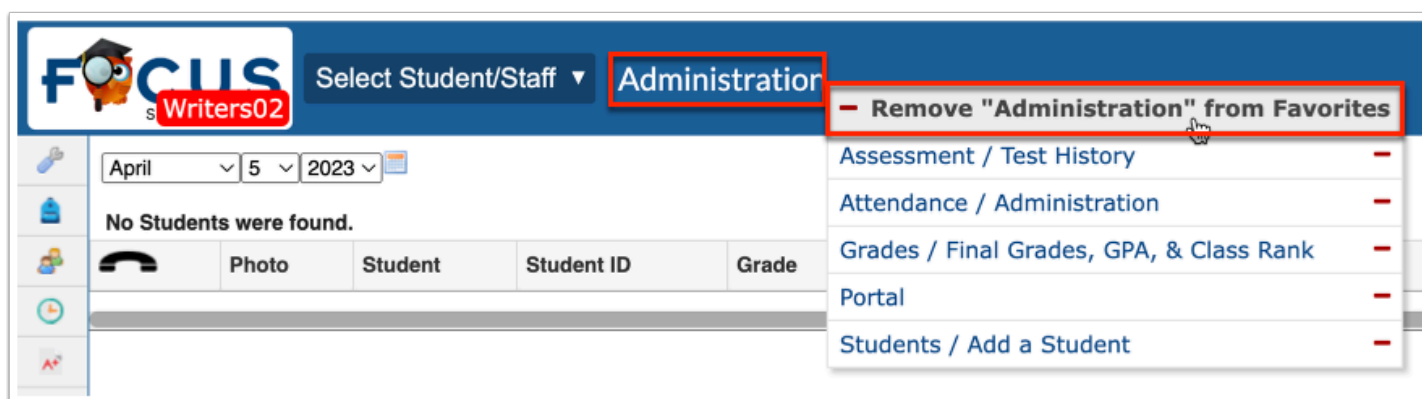 FOCUS
S
Writers02
Select Student/Staff
Administration
Remove "Administration" from Favorites
April 5 2023
Assessment / Test History
Attendance / Administration
No Students were found.
Grades / Final Grades, GPA, & Class Rank
Photo Student Student ID Grade
Portal
Students / Add a Student
A+